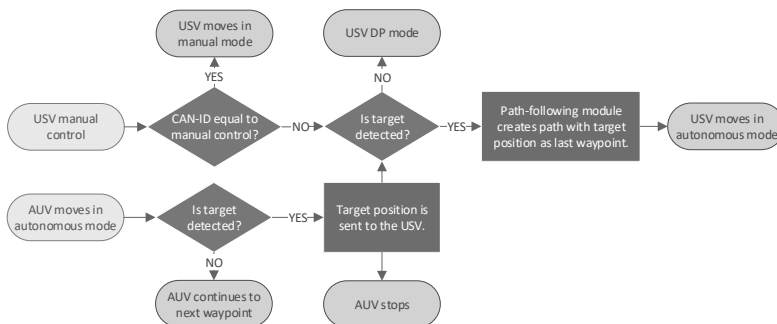 USV moves in
manual mode
USV DP mode
YES
NO
USV manual
control
CAN-ID equal to
manual control?
NO
Is target
detected?
YES
Path-following module
creates path with target
position as last waypoint.
USV moves in
autonomous mode
AUV moves in
autonomous mode
Is target
detected?
YES
Target position is
sent to the USV.
NO
AUV continues to
next waypoint
AUV stops